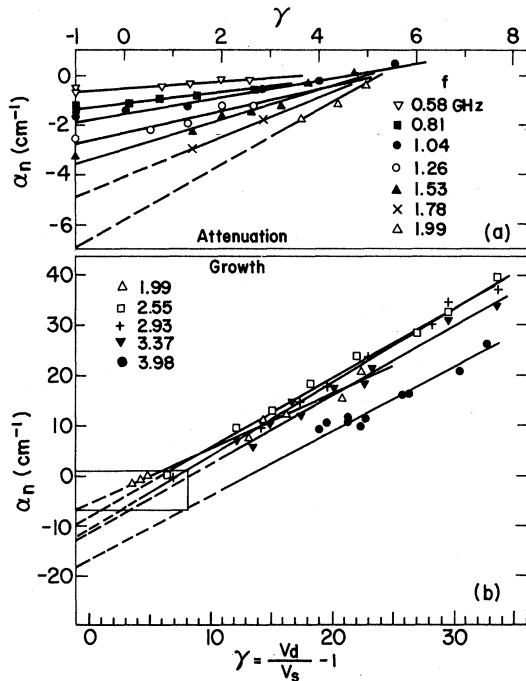 γ
-1 0 2 4 6 8
0
-2
-4
-6
αn (cm⁻¹)
f
▽ 0.58 GHz
■ 0.81
● 1.04
○ 1.26
▲ 1.53
× 1.78
△ 1.99
(a)
Attenuation
Growth
40
30
20
10
0
-10
-20
αn (cm⁻¹)
△ 1.99
□ 2.55
+ 2.93
▼ 3.37
● 3.98
(b)
-1 0 10 20 30
γ = Vd/Vs -1